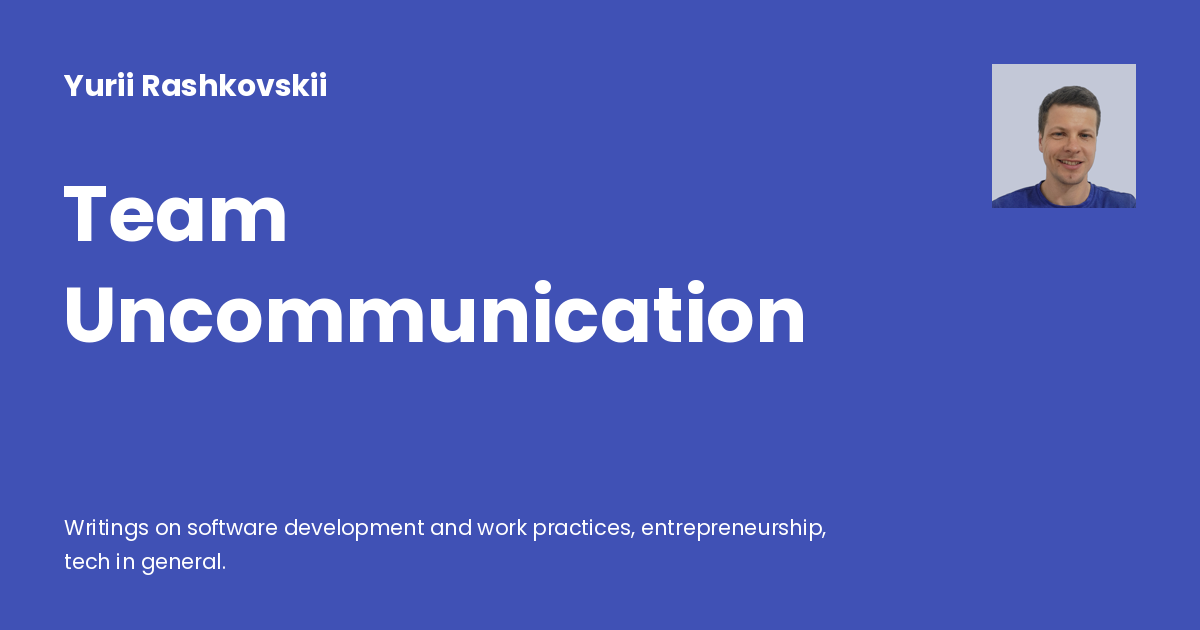 Yurii Rashkovskii
Team
Uncommunication
Writings on software development and work practices, entrepreneurship,
tech in general.